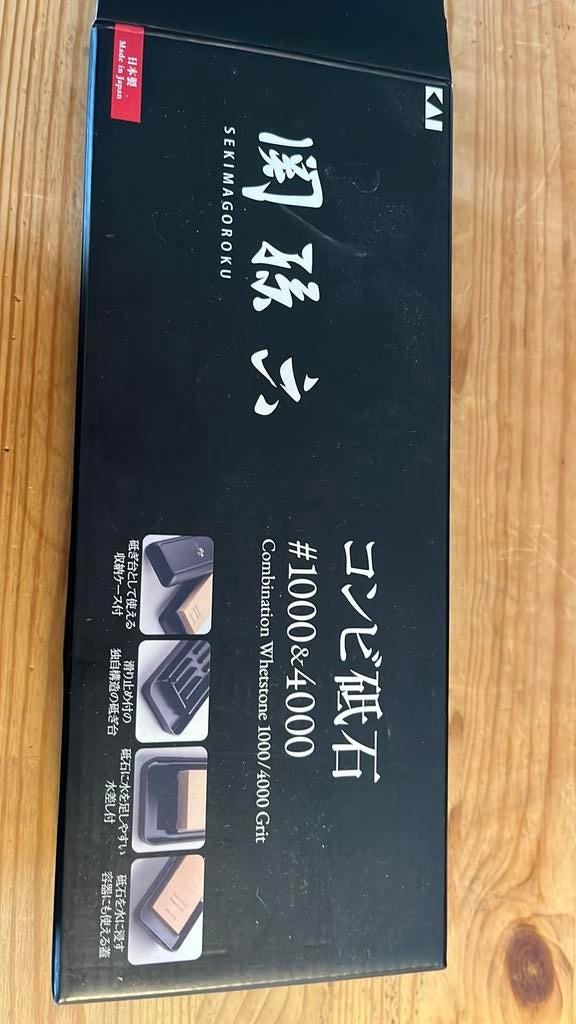 KAI
日本製
Made in Japan
関孫六
SEKIMAGOROKU
コンビ砥石
#1000&4000
Combination Whetstone 1000/4000 Grit
砥ぎ台として使える
収納ケース付
滑り止め付の
独自構造の砥ぎ台
砥石に水を足しやすい
水差し付
砥石を水に浸す
容器にも使える蓋